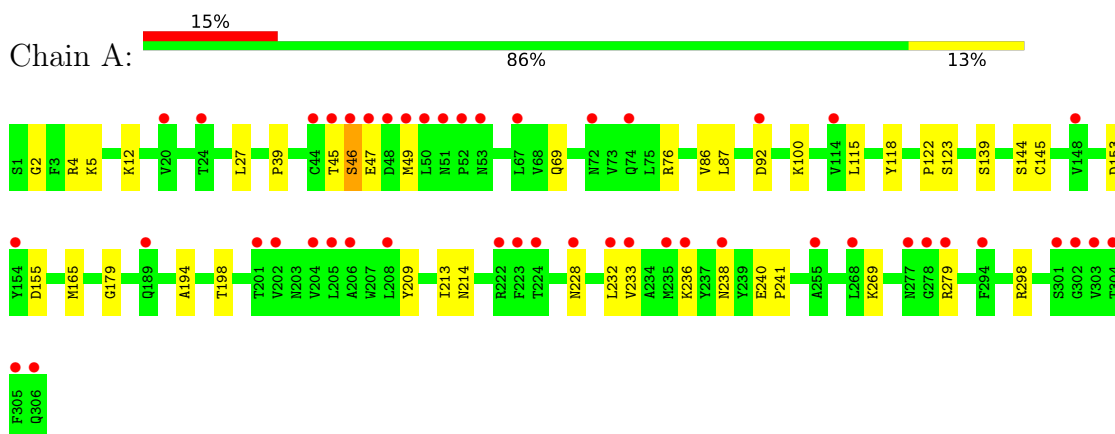 15%
Chain A:
86% 13%
S1 G2 F3 R4 K5 K12 V20 T24 L27 P39 C44 T45 S46 E47 D48 M49 L50 N51 P52 N53 L67 V68 Q69 N72 V73 Q74 L75 R76 V86 L87 D92 K100 V114 L115 Y118 P122 S123 S139 S144 C145 V148 D153
Y154 D155 M165 G179 Q189 A194 T198 T201 V202 N203 V204 L205 A206 W207 L208 Y209 I213 N214 R222 F223 T224 N228 L232 V233 A234 M235 K236 Y237 N238 Y239 E240 P241 A255 L268 K269 N277 G278 R279 F294 R298 S301 G302 V303 T304
F305 Q306